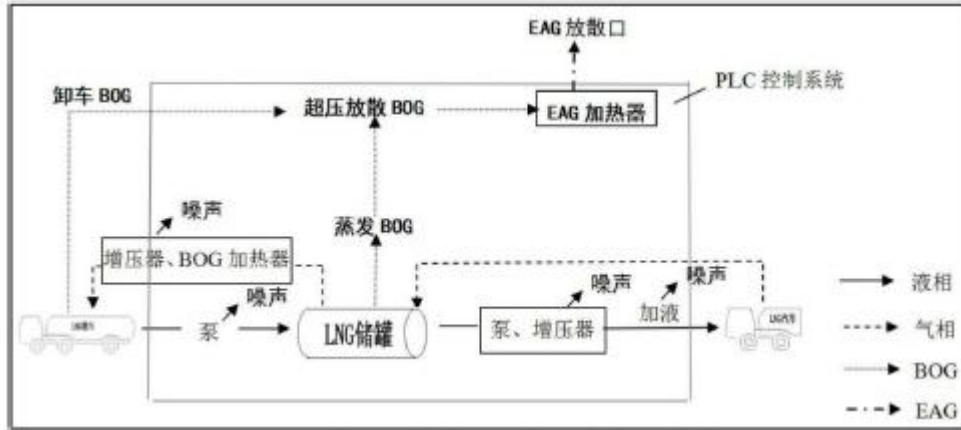 EAG 放散口
PLC 控制系统
卸车 BOG
超压放散 BOG
EAG 加热器
噪声
蒸发 BOG
增压器、BOG 加热器
噪声
噪声
噪声
液相
泵
LNG储罐
泵、增压器
加液
气相
BOG
EAG